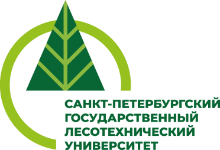 САНКТ-ПЕТЕРБУРГСКИЙ
ГОСУДАРСТВЕННЫЙ
ЛЕСОТЕХНИЧЕСКИЙ
УНИВЕРСИТЕТ